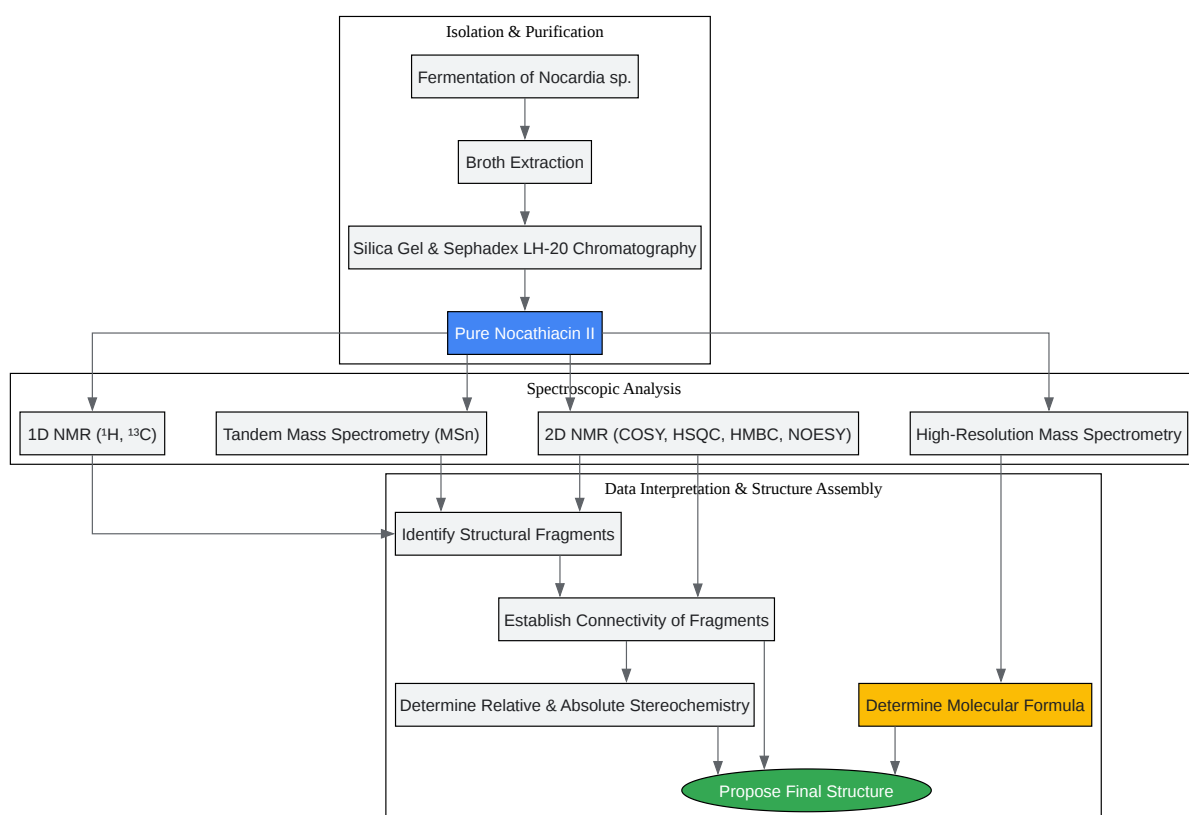 Isolation & Purification
Fermentation of Nocardia sp.
Broth Extraction
Silica Gel & Sephadex LH-20 Chromatography
Pure Nocathiacin II
Spectroscopic Analysis
1D NMR (¹H, ¹³C)
Tandem Mass Spectrometry (MSn)
2D NMR (COSY, HSQC, HMBC, NOESY)
High-Resolution Mass Spectrometry
Data Interpretation & Structure Assembly
Identify Structural Fragments
Establish Connectivity of Fragments
Determine Relative & Absolute Stereochemistry
Determine Molecular Formula
Propose Final Structure